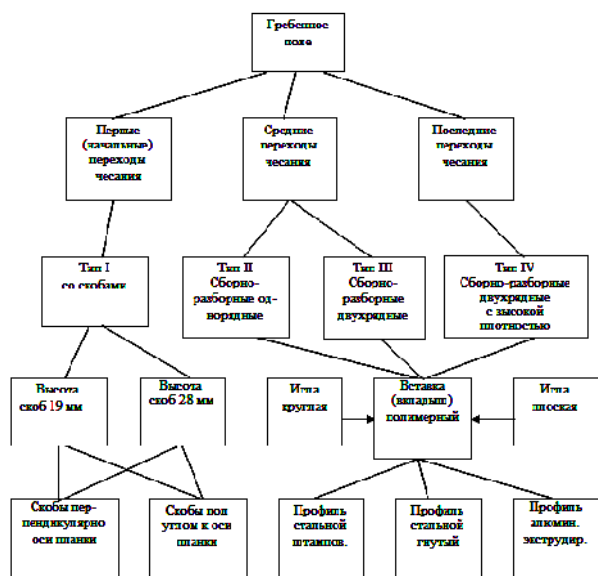 Гребенное
поле
Первые
(начальные)
переходы
чесания
Средние
переходы
чесания
Последние
переходы
чесания
Тип I
со скобами
Тип II
Сборно-
разборные од-
норядные
Тип III
Сборно-
разборные
двухрядные
Тип IV
Сборно-разборные
двухрядные
с высокой
плотностью
Высота
скоб 19 мм
Высота
скоб 28 мм
Игла
круглая
Вставка
(вкладыш)
полимерный
Игла
плоская
Скобы пер-
пендикулярно
оси планки
Скобы под
углом к оси
планки
Профиль
стальной
штампов.
Профиль
стальной
гнутый
Профиль
алюмин.
экструдир.